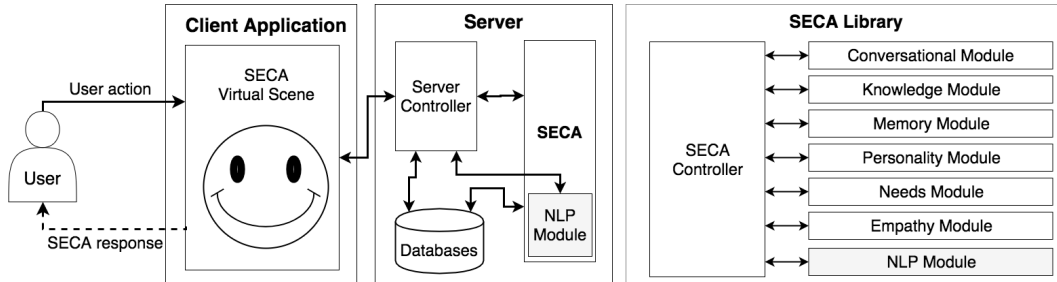 Client Application
Server
SECA Library
SECA
Virtual Scene
User action
User
SECA response
Server
Controller
SECA
NLP
Module
Databases
SECA
Controller
Conversational Module
Knowledge Module
Memory Module
Personality Module
Needs Module
Empathy Module
NLP Module